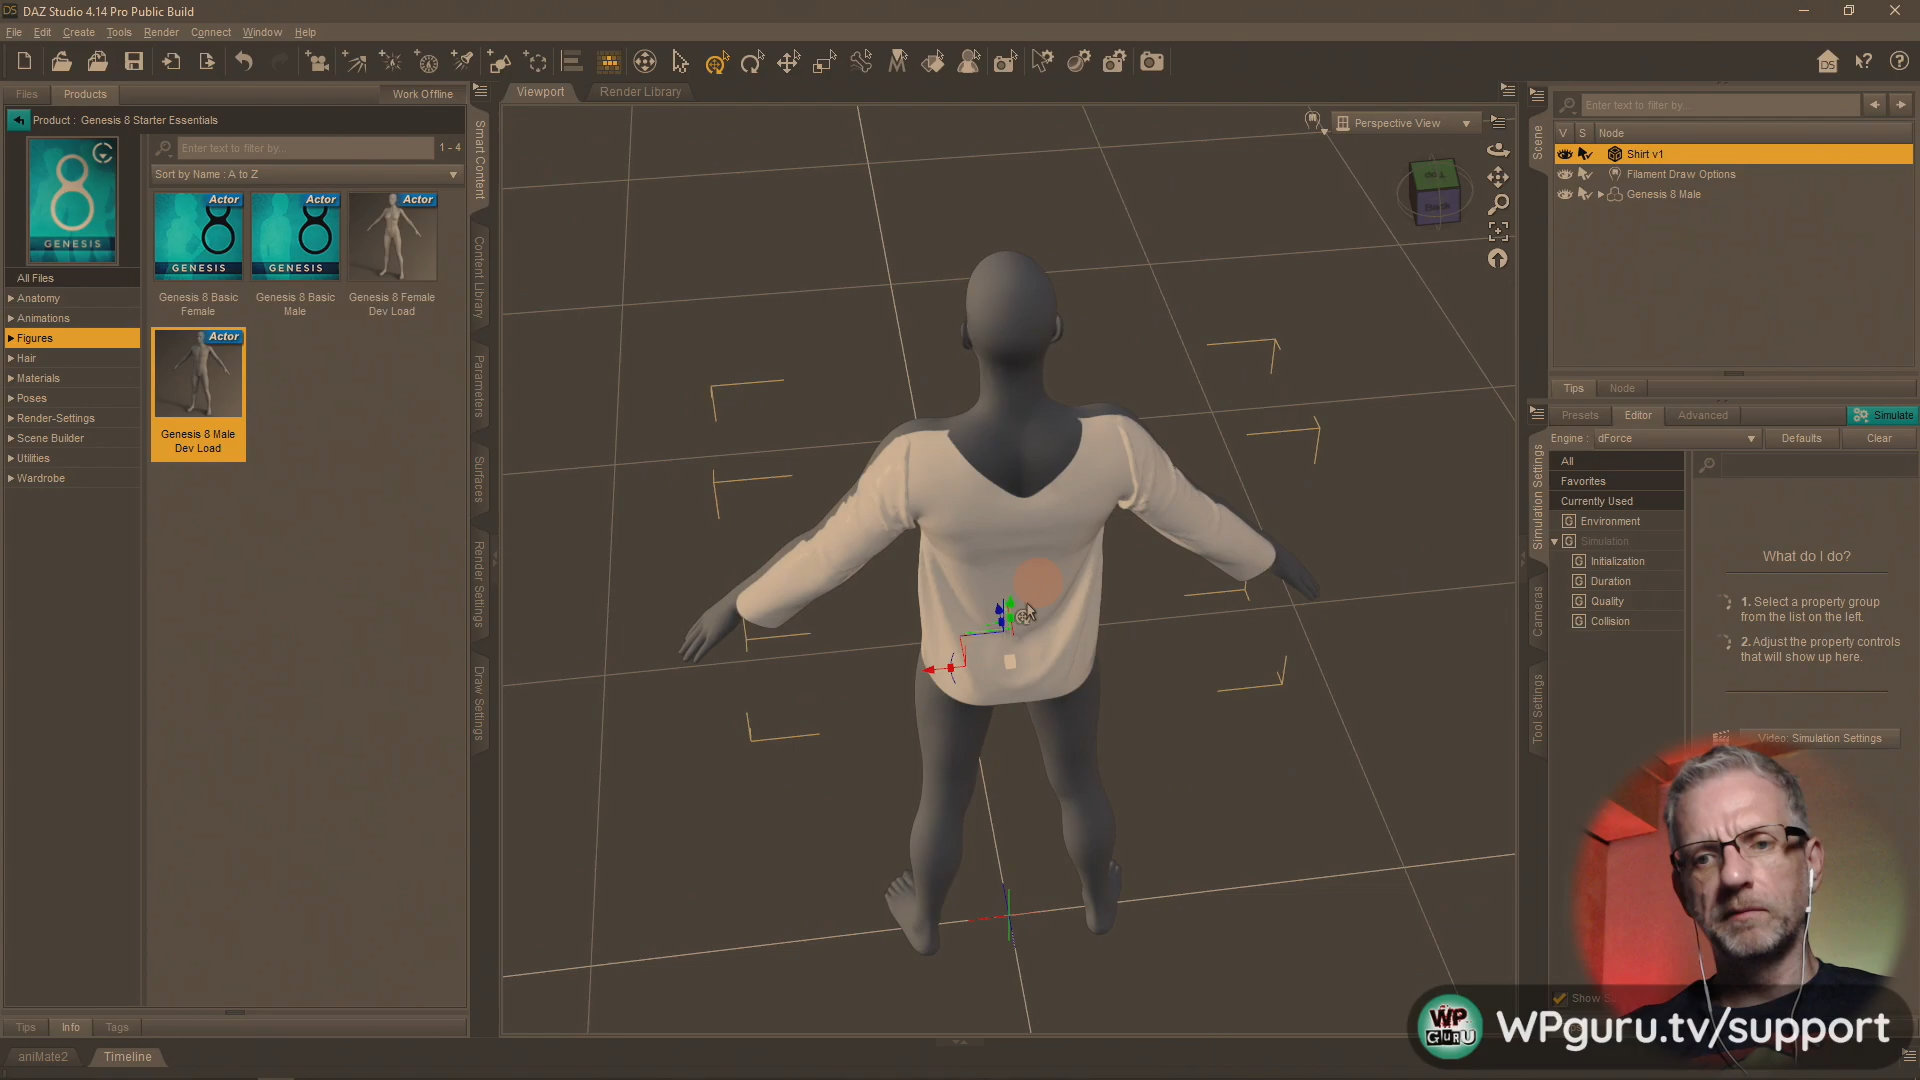 DAZ Studio 4.14 Pro Public Build
File Edit Create Tools Render Connect Window Help
Files Products Work Offline
Product : Genesis 8 Starter Essentials
GENESIS
Enter text to filter by... 1 - 4
Sort by Name : A to Z
All Files
Anatomy
Animations
Figures
Hair
Materials
Poses
Render-Settings
Scene Builder
Utilities
Wardrobe
Actor
GENESIS
Genesis 8 Basic
Female
Actor
GENESIS
Genesis 8 Basic
Male
Actor
Genesis 8 Female
Dev Load
Actor
Genesis 8 Male
Dev Load
Tips Info Tags
aniMate2 Timeline
Smart Content
Content Library
Parameters
Surfaces
Render Settings
Draw Settings
Viewport Render Library
Perspective View
Back
Scene
Enter text to filter by...
V S Node
Shirt v1
Filament Draw Options
Genesis 8 Male
Tips Node
Presets Editor Advanced Simulate
Engine : dForce Defaults Clear
Simulation Settings
Cameras
Tool Settings
All
Favorites
Currently Used
G Environment
G Simulation
G Initialization
G Duration
G Quality
G Collision
What do I do?
1. Select a property group
from the list on the left.
2. Adjust the property controls
that will show up here.
Video: Simulation Settings
Show
WP
GURU
WPguru.tv/support